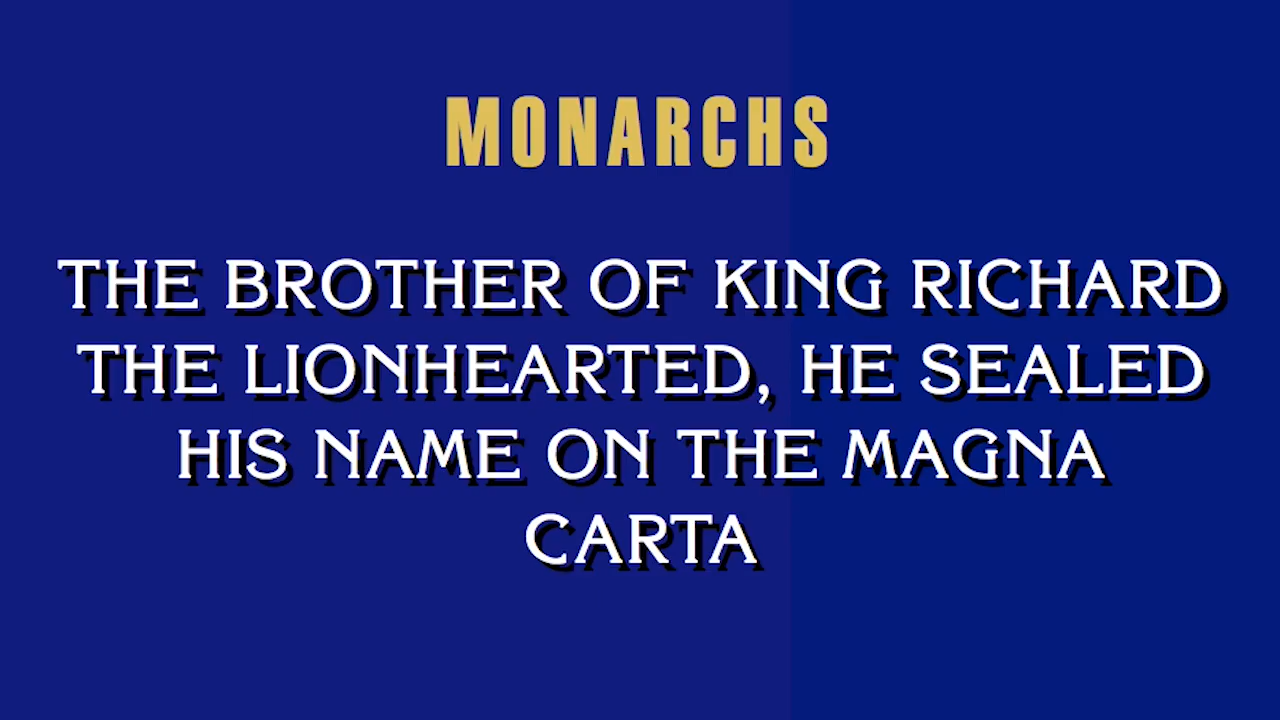 MONARCHS
THE BROTHER OF KING RICHARD
THE LIONHEARTED, HE SEALED
HIS NAME ON THE MAGNA
CARTA